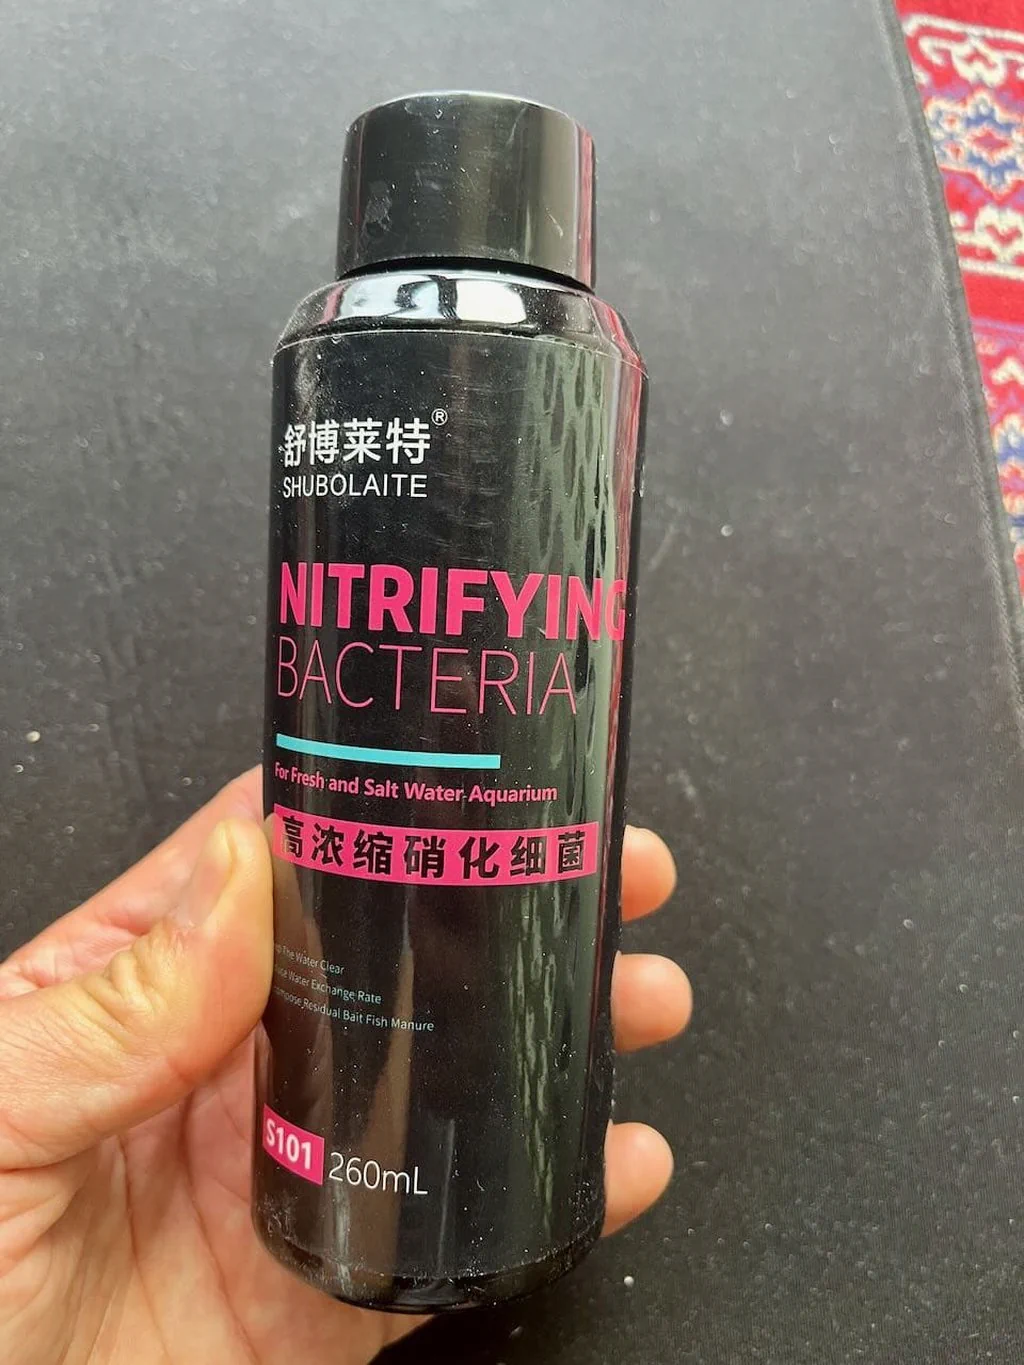 舒博莱特®
SHUBOLAITE
NITRIFYING
BACTERIA
For Fresh and Salt Water Aquarium
高浓缩硝化细菌
The Water Clear
Water Exchange Rate
Residual Bait Fish Manure
S101
260mL